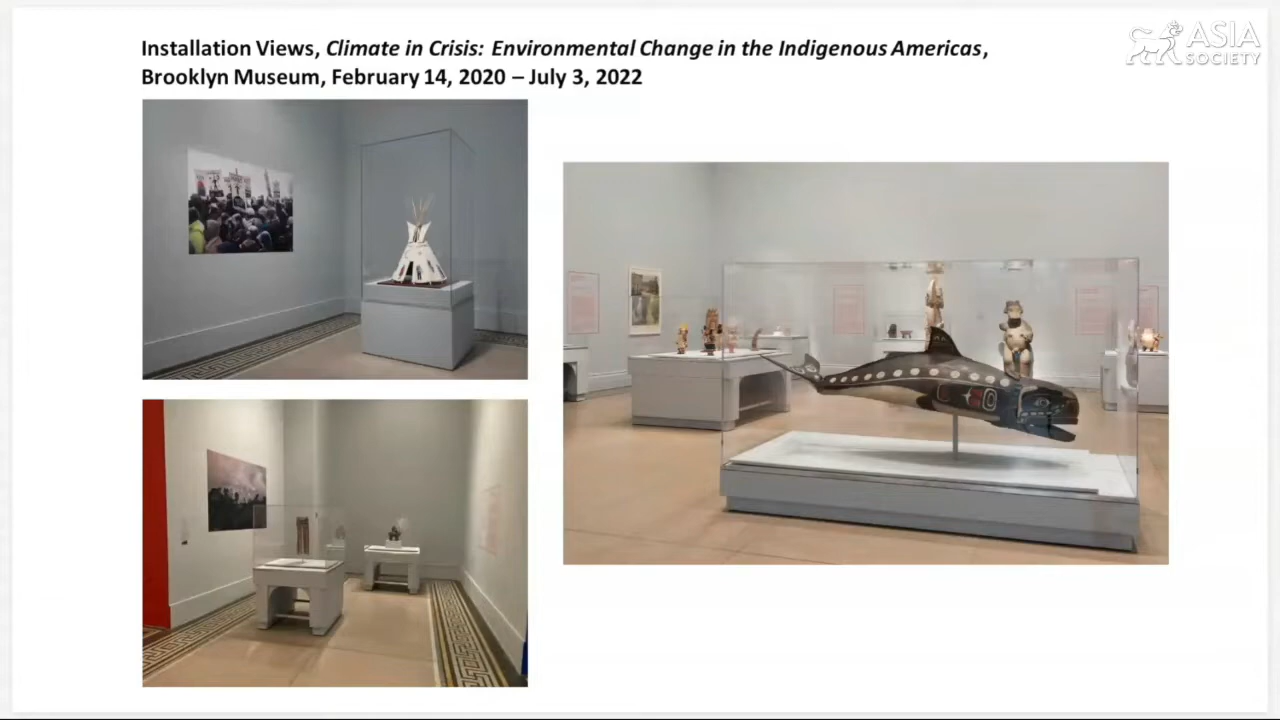 Installation Views, Climate in Crisis: Environmental Change in the Indigenous Americas,
Brooklyn Museum, February 14, 2020 – July 3, 2022
ASIA
SOCIETY